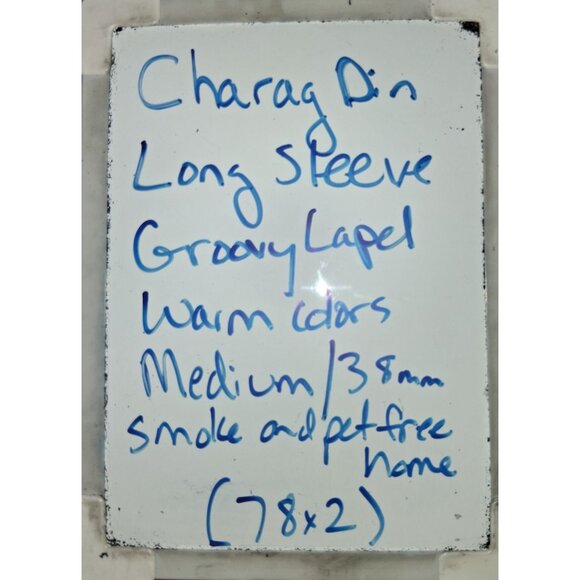 Charag Din
Long Sleeve
Groovy Lapel
Warm colors
Medium/38mm
smoke and pet free
home
(78x2)